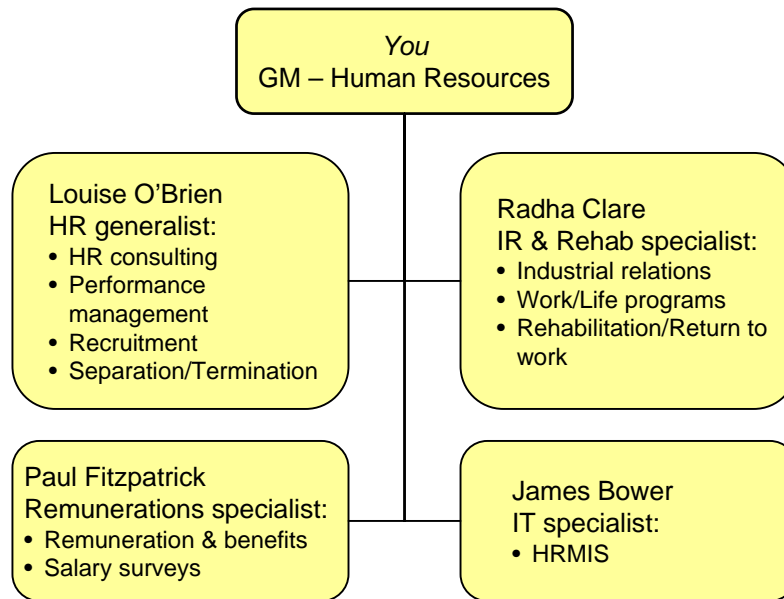 You
GM – Human Resources
Louise O’Brien
HR generalist:
• HR consulting
• Performance
management
• Recruitment
• Separation/Termination
Radha Clare
IR & Rehab specialist:
• Industrial relations
• Work/Life programs
• Rehabilitation/Return to
work
Paul Fitzpatrick
Remunerations specialist:
• Remuneration & benefits
• Salary surveys
James Bower
IT specialist:
• HRMIS